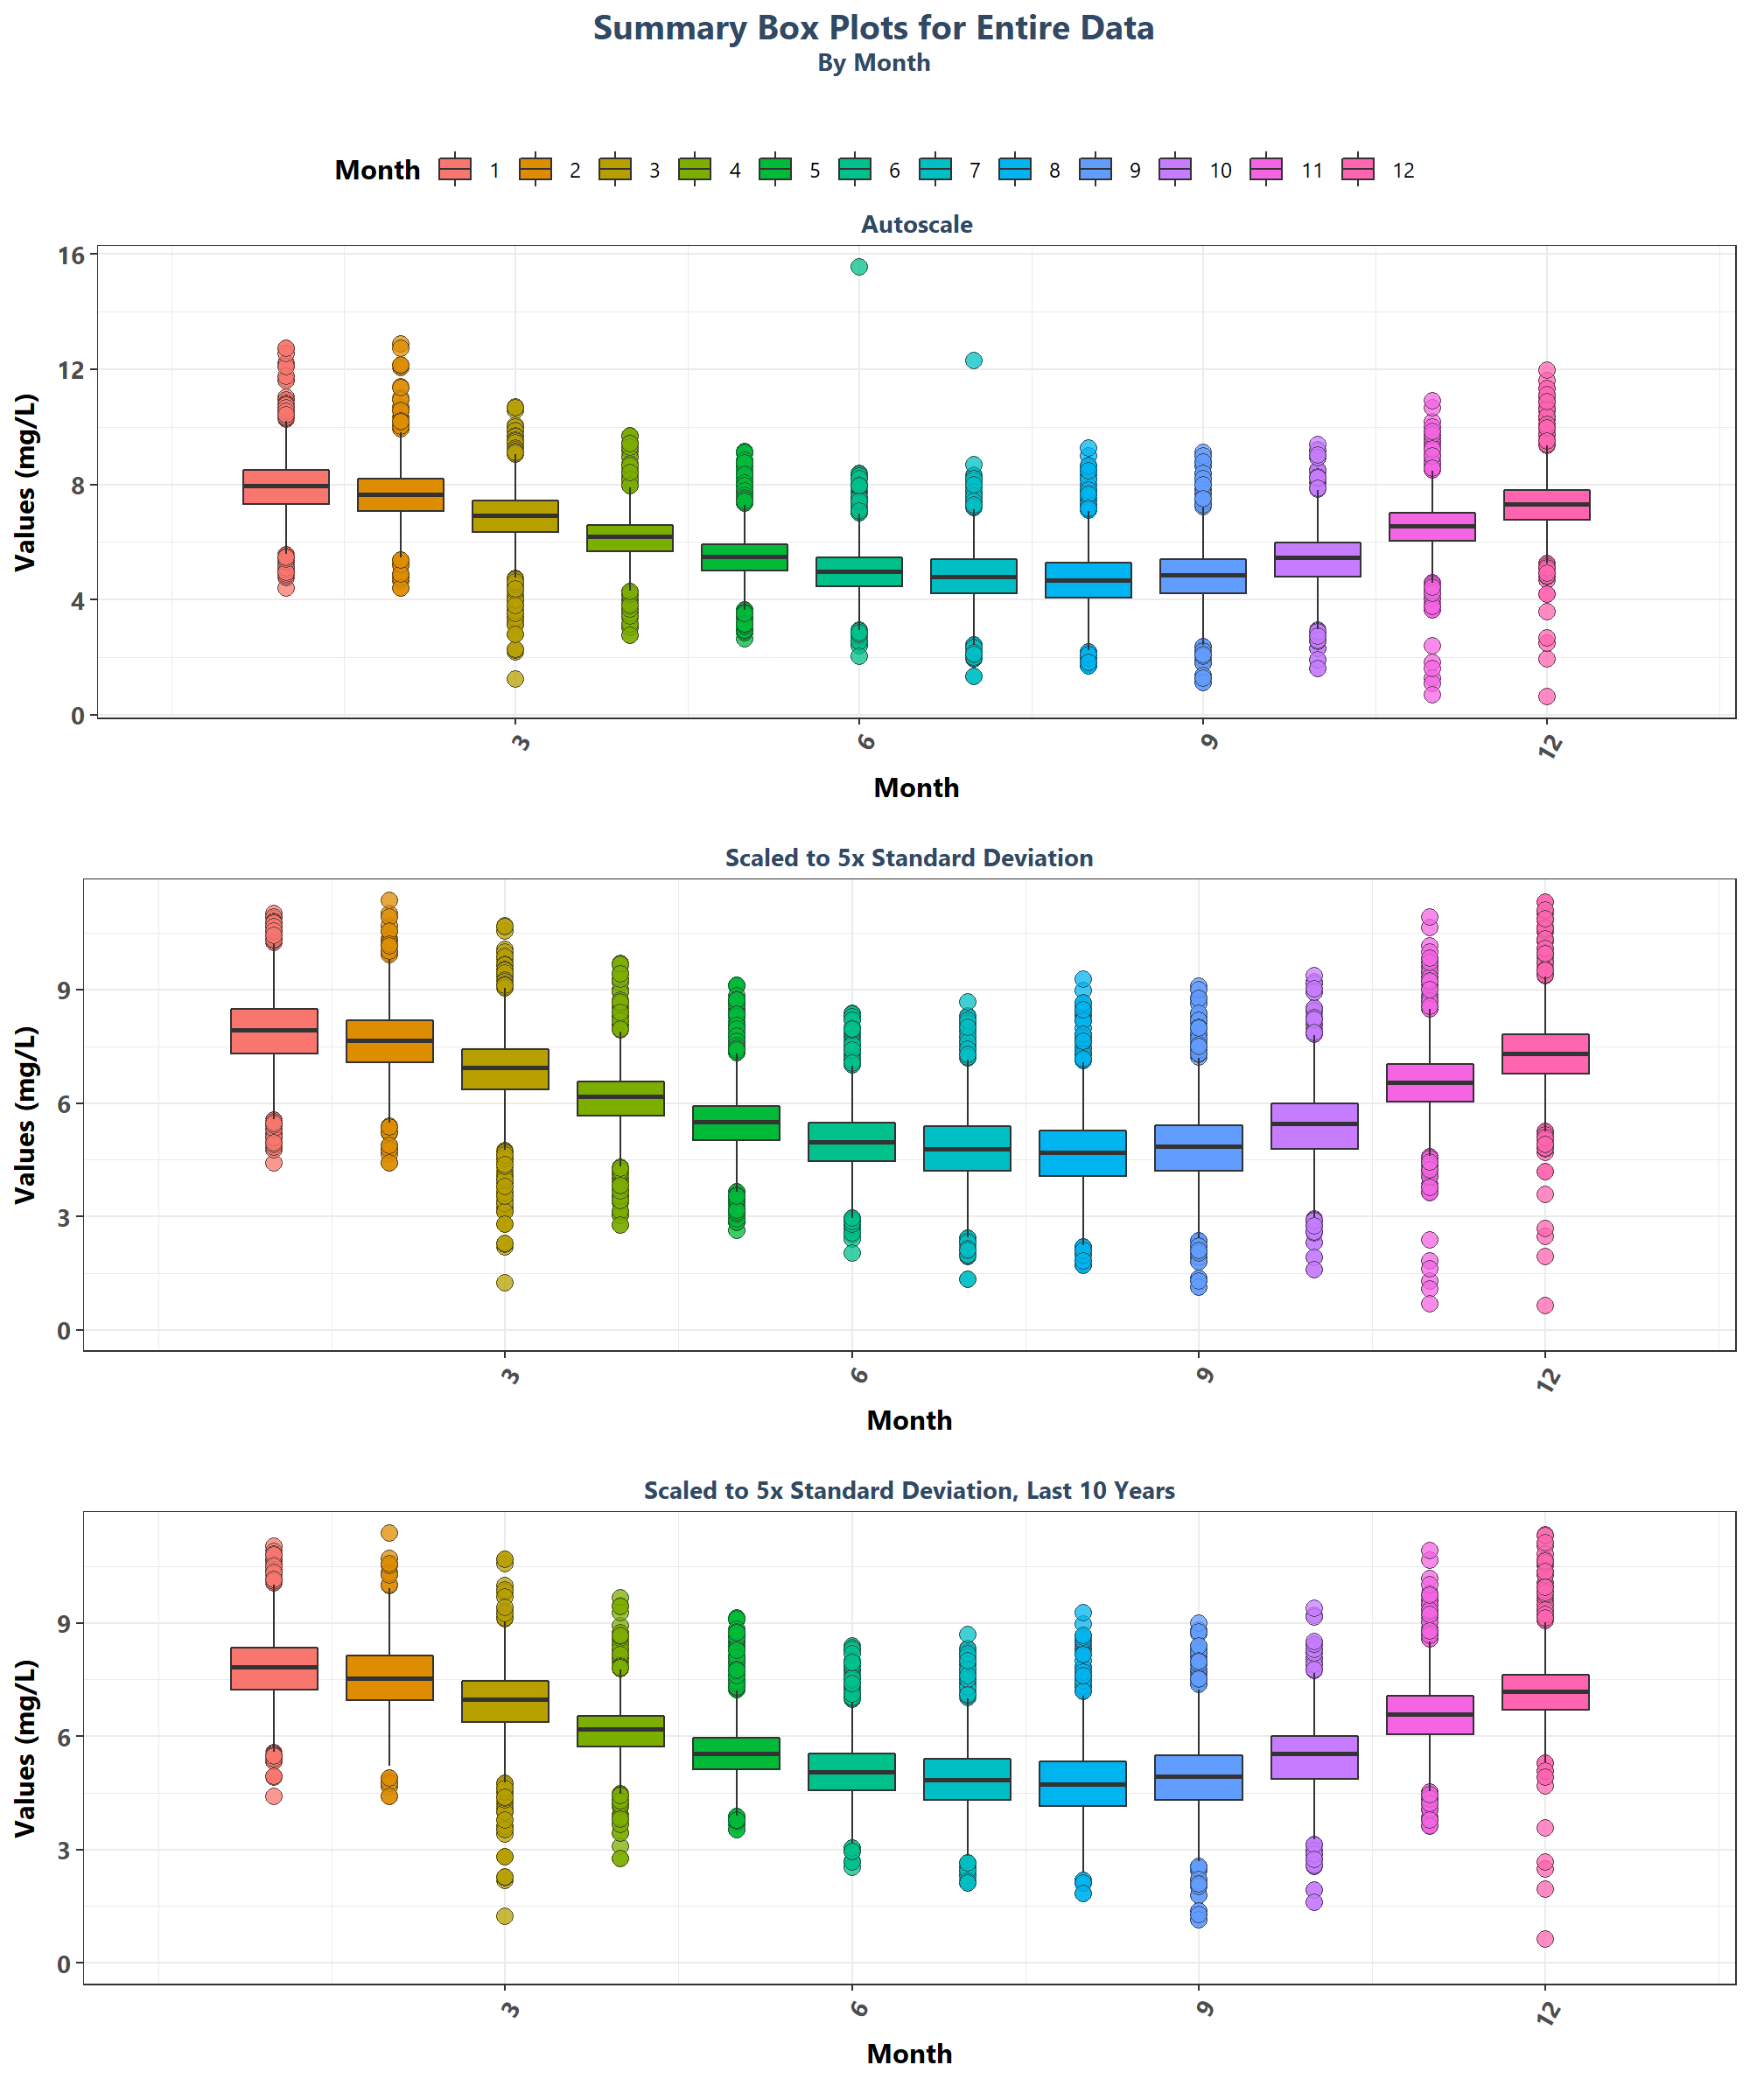 Summary Box Plots for Entire Data
By Month
Month 1 2 3 4 5 6 7 8 9 10 11 12
Autoscale
Values (mg/L)
16
12
8
4
0
3 6 9 12
Month
Scaled to 5x Standard Deviation
Values (mg/L)
9
6
3
0
3 6 9 12
Month
Scaled to 5x Standard Deviation, Last 10 Years
Values (mg/L)
9
6
3
0
3 6 9 12
Month